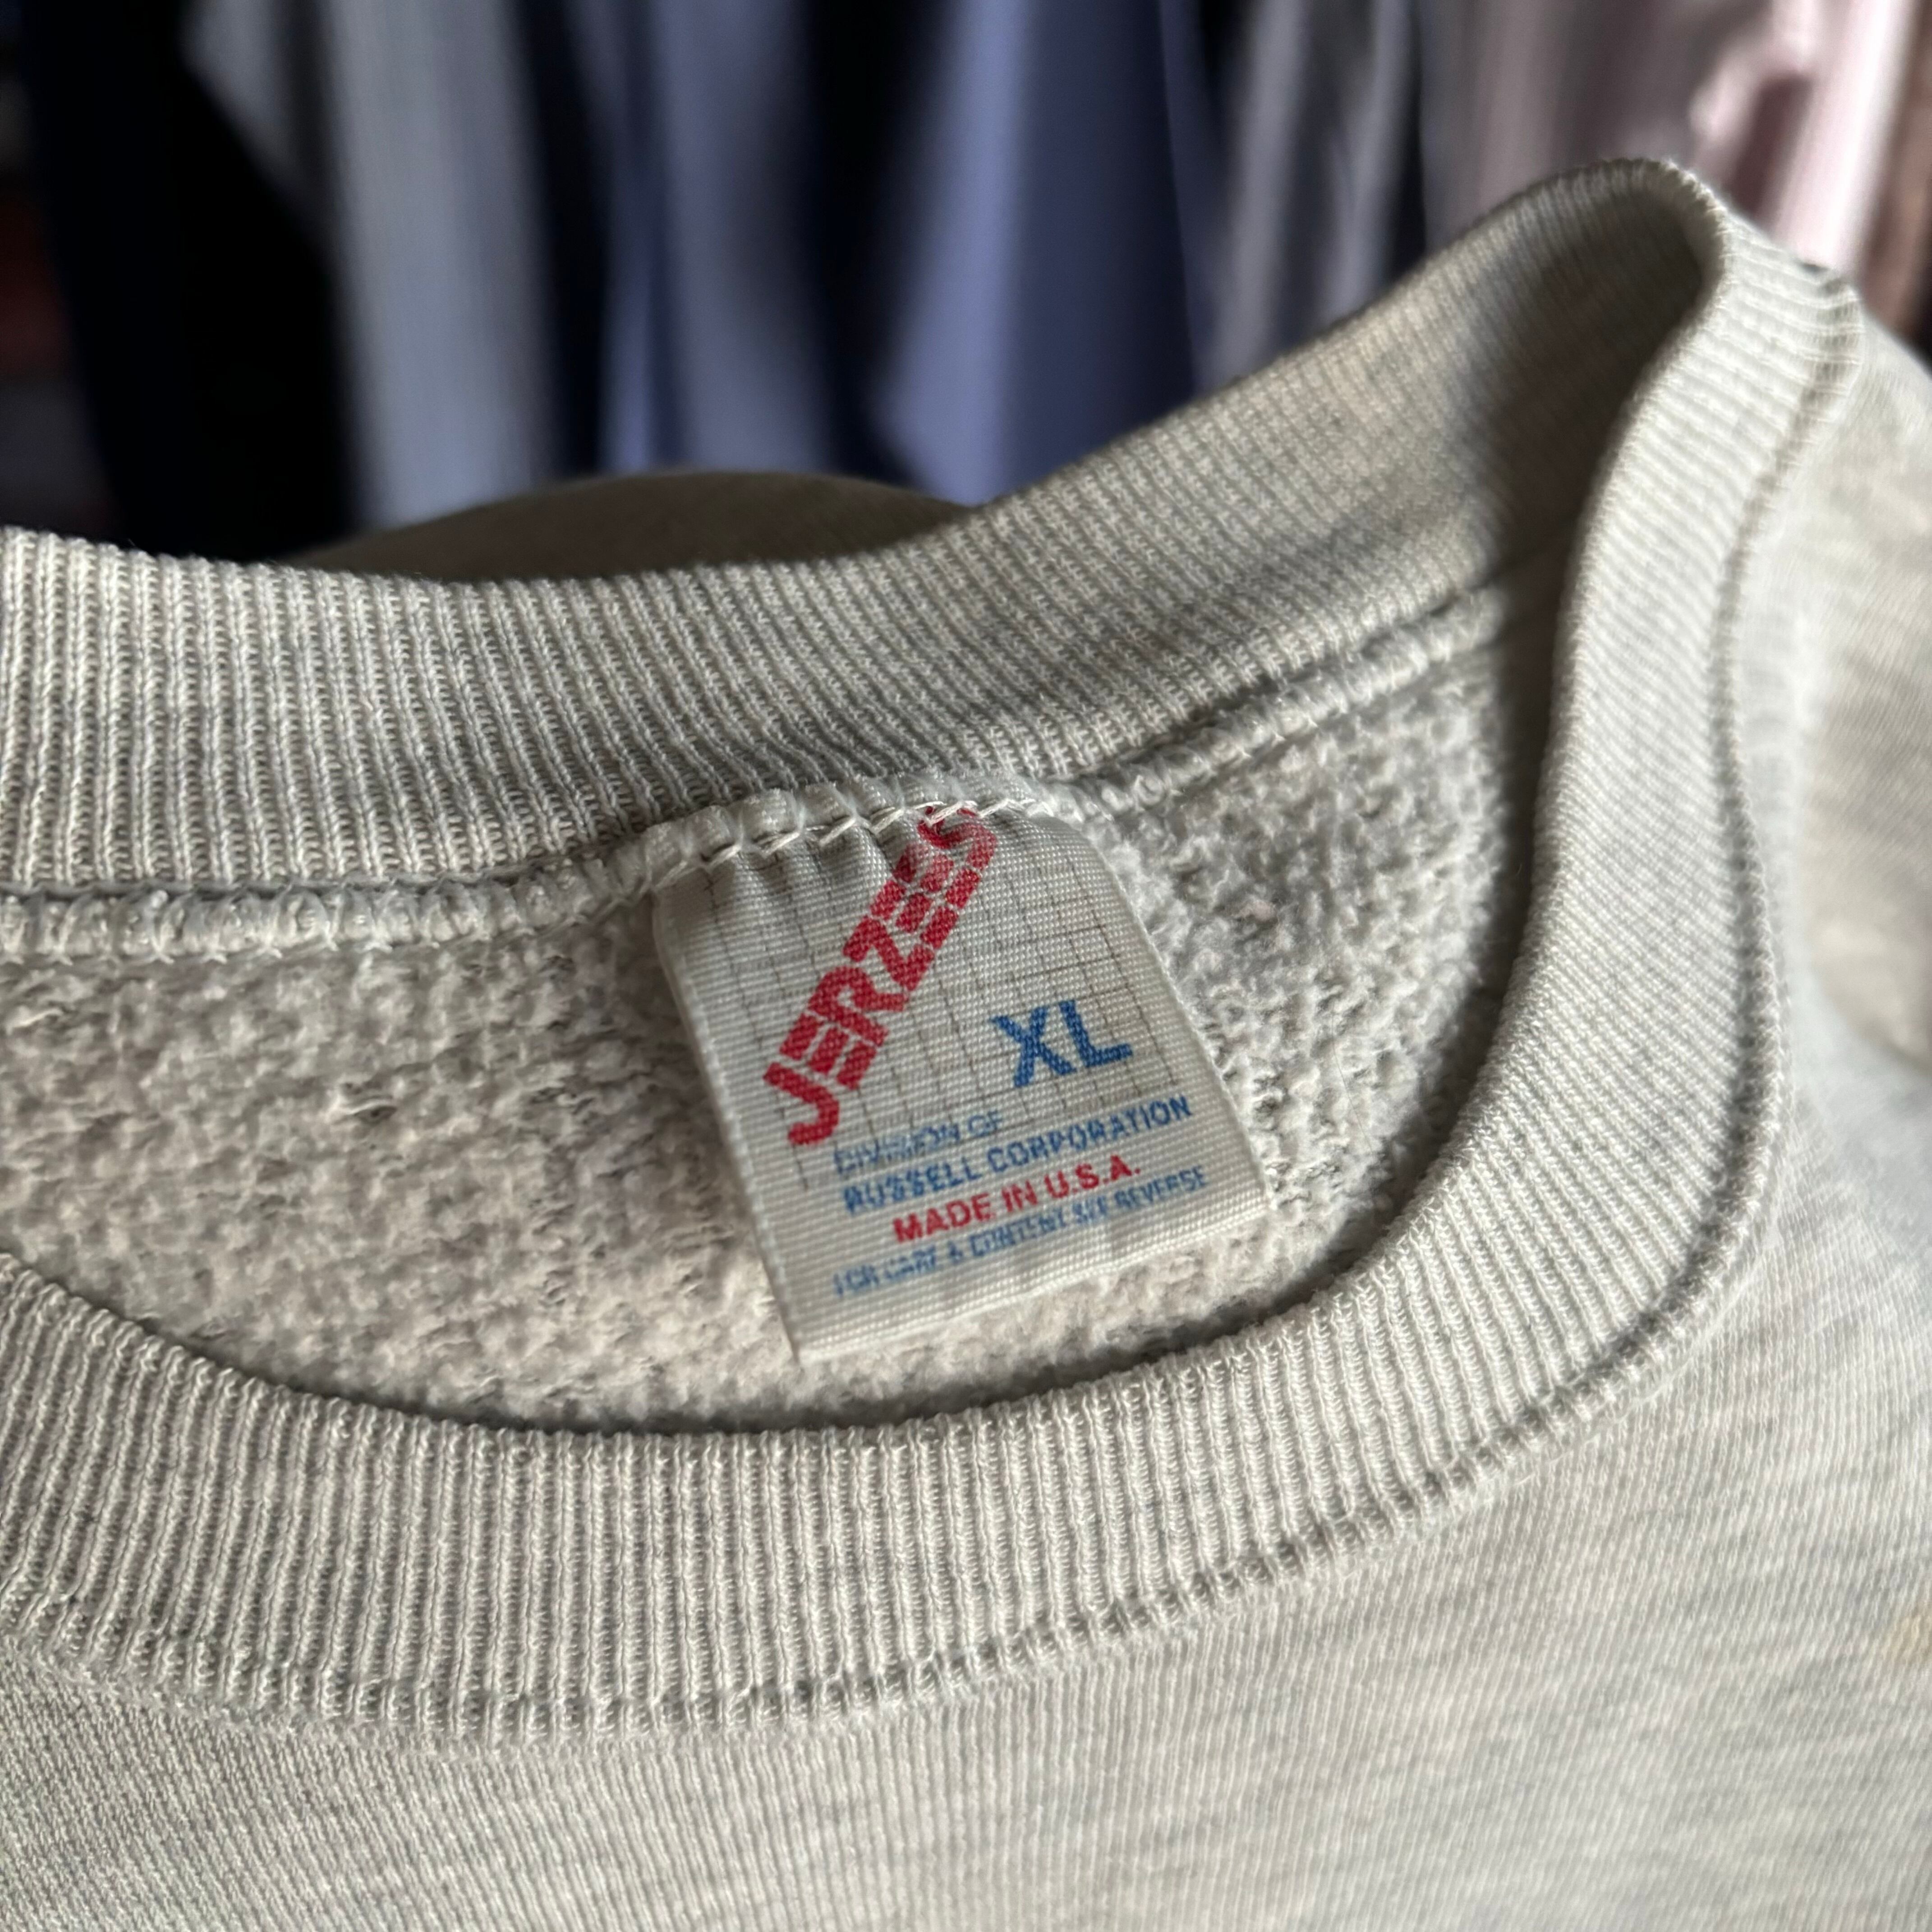 JERZEES
XL
DIVISION OF
RUSSELL CORPORATION
MADE IN U.S.A.
FOR CARE & CONTENT SEE REVERSE